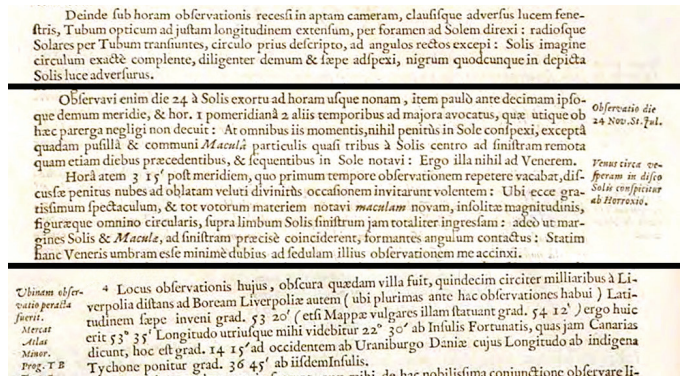 Deinde ſub horam obſervationis receſſi in aptam cameram, clauſiſque adverſus lucem fene-
ſtris, Tubum opticum ad juſtam longitudinem extenſum, per foramen ad Solem direxi: radioſque
Solares per Tubum tranſiuntes, circulo prius deſcripto, ad angulos rectos excepi: Solis imagine
circulum exactè complente, diligenter demum & ſæpe adſpexi, nigrum quodcunque in depicta
Solis luce adverſurus.
Obſervavi enim die 24 à Solis exortu ad horam uſque nonam, item paulò ante decimam ipſo-
que demum meridie, & hor. 1 pomeridianâ 2 aliis temporibus ad majora avocatus, quæ utique ob
hæc parerga negligi non decuit: At omnibus iis momentis, nihil penitùs in Sole conſpexi, exceptâ
quadam puſillâ & communi Maculâ particulis quaſi tribus à Solis centro ad ſiniſtram remota
quam etiam diebus præcedentibus, & ſequentibus in Sole notavi: Ergo illa nihil ad Venerem.
Obſervatio die
24 Nov. St. Jul.
Horâ atem 3 15′ poſt meridiem, quo primum tempore obſervationem repetere vacabat, diſ-
cuſſæ penitus nubes ad oblatam veluti divinitùs occaſionem invitarunt volentem: Ubi ecce gra-
tiſſimum ſpectaculum, & tot votorum materiem notavi maculam novam, inſolitæ magnitudinis,
figuræque omnino circularis, ſupra limbum Solis ſiniſtrum jam totaliter ingreſſam: adeò ut mar-
gines Solis & Maculæ, ad ſiniſtram præciſè coinciderent, formantes angulum contactus: Statim
hanc Veneris umbram eſſe minimè dubius ad ſedulam illius obſervationem me accinxi.
Venus circa ve-
ſperam in diſco
Solis conſpicitur
ab Horroxio.
4 Locus obſervationis hujus, obſcura quædam villa fuit, quindecim circiter milliaribus à Li-
verpolia diſtans ad Boream Liverpoliæ autem (ubi plurimas ante hac obſervationes habui) Lati-
tudinem ſæpe inveni grad. 53 20′ (etſi Mappæ vulgares illam ſtatuant grad. 54 12′) ergo huic
erit 53° 35′ Longitudo utriuſque mihi videbitur 22° 30′ ab Inſulis Fortunatis, quas jam Canarias
dicunt, hoc eſt grad. 14 15′ ad occidentem ab Uraniburgo Daniæ cujus Longitudo ab indigena
Tychone ponitur grad. 36 45′ ab iiſdem Inſulis.
Ubinam obſer-
vatio peracta
fuerit.
Mercat
Atlas
Minor.
Prog. T B
mihi, de hac nobiliſſima conjunctione obſervare li-